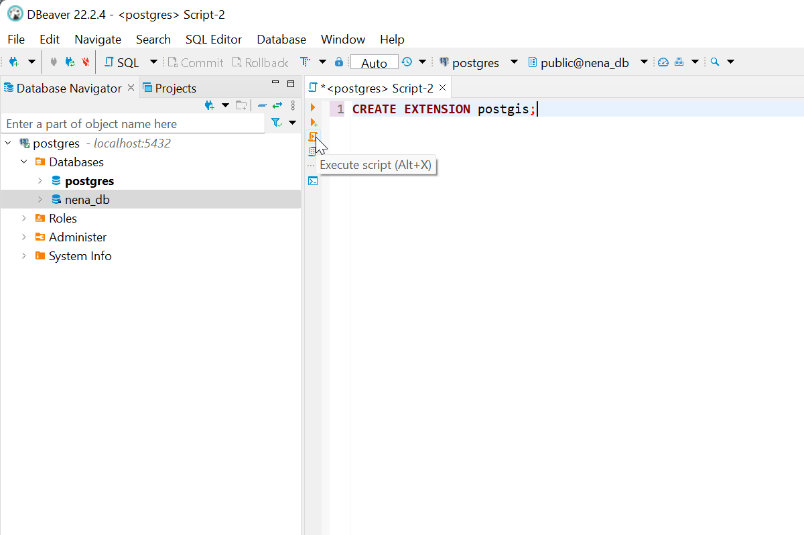 DBeaver 22.2.4 - <postgres> Script-2
File Edit Navigate Search SQL Editor Database Window Help
SQL Commit Rollback T Auto postgres public@nena_db
Database Navigator Projects
*<postgres> Script-2
Enter a part of object name here
1 CREATE EXTENSION postgis;
postgres - localhost:5432
Databases
Execute script (Alt+X)
postgres
nena_db
Roles
Administer
System Info